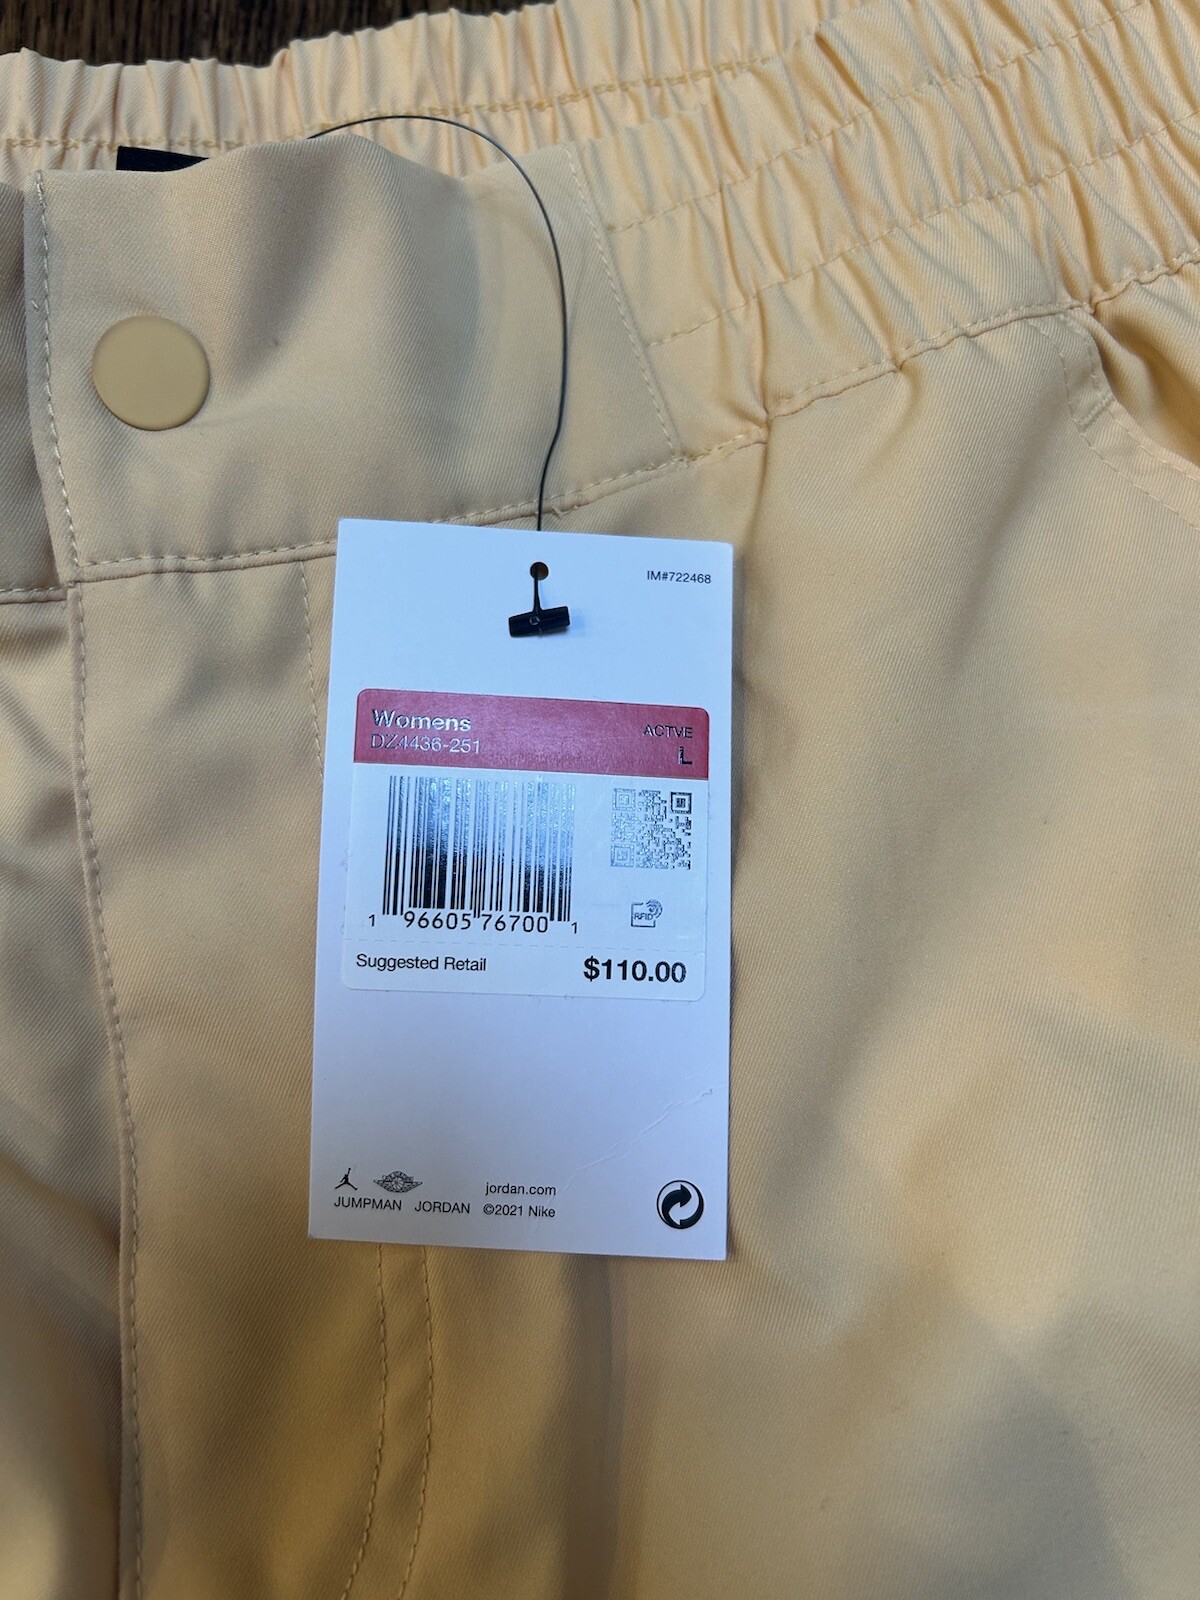 IM#722468
Womens
DZ4436-251
ACTVE
L
RFID
1 96605 76700 1
Suggested Retail $110.00
JUMPMAN JORDAN
jordan.com
©2021 Nike